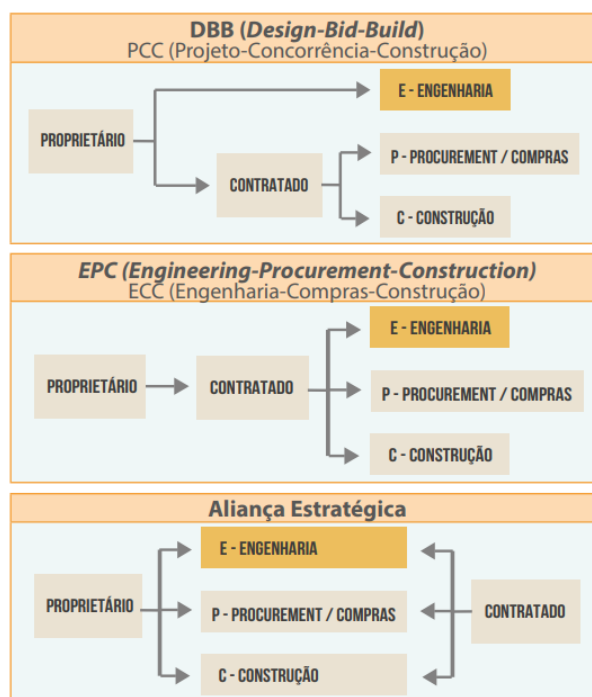 DBB (Design-Bid-Build)
PCC (Projeto-Concorrência-Construção)
E - ENGENHARIA
PROPRIETÁRIO
P - PROCUREMENT / COMPRAS
CONTRATADO
C - CONSTRUÇÃO
EPC (Engineering-Procurement-Construction)
ECC (Engenharia-Compras-Construção)
E - ENGENHARIA
PROPRIETÁRIO
CONTRATADO
P - PROCUREMENT / COMPRAS
C - CONSTRUÇÃO
Aliança Estratégica
E - ENGENHARIA
PROPRIETÁRIO
P - PROCUREMENT / COMPRAS
CONTRATADO
C - CONSTRUÇÃO